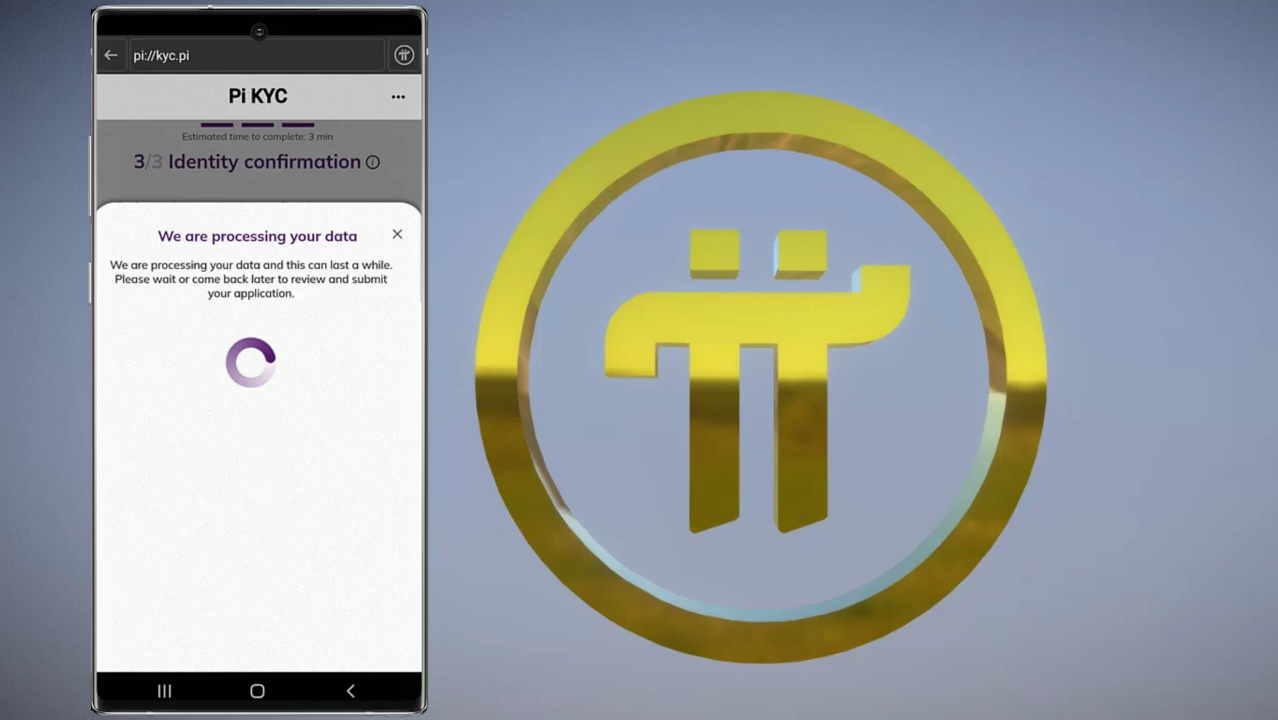 pi://kyc.pi
Pi KYC
Estimated time to complete: 3 min
3/3 Identity confirmation
We are processing your data
We are processing your data and this can last a while.
Please wait or come back later to review and submit
your application.